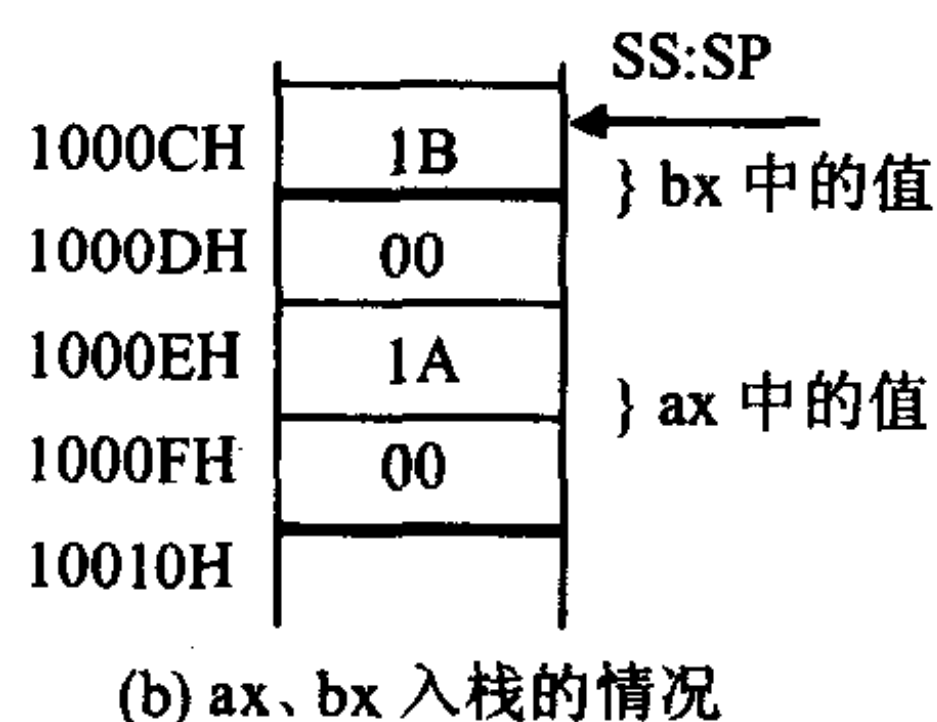 SS:SP
1000CH 1B
} bx 中的值
1000DH 00
1000EH 1A
} ax 中的值
1000FH 00
10010H
(b) ax、bx 入栈的情况